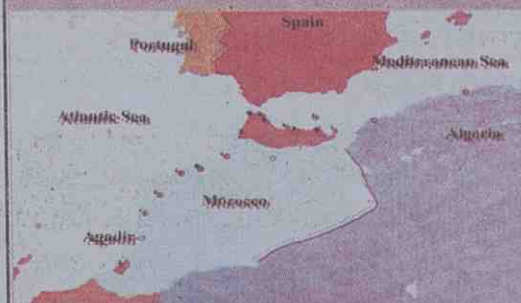 Spain
Portugal
Mediterranean Sea
Atlantic Sea
Algeria
Morocco
Agadir